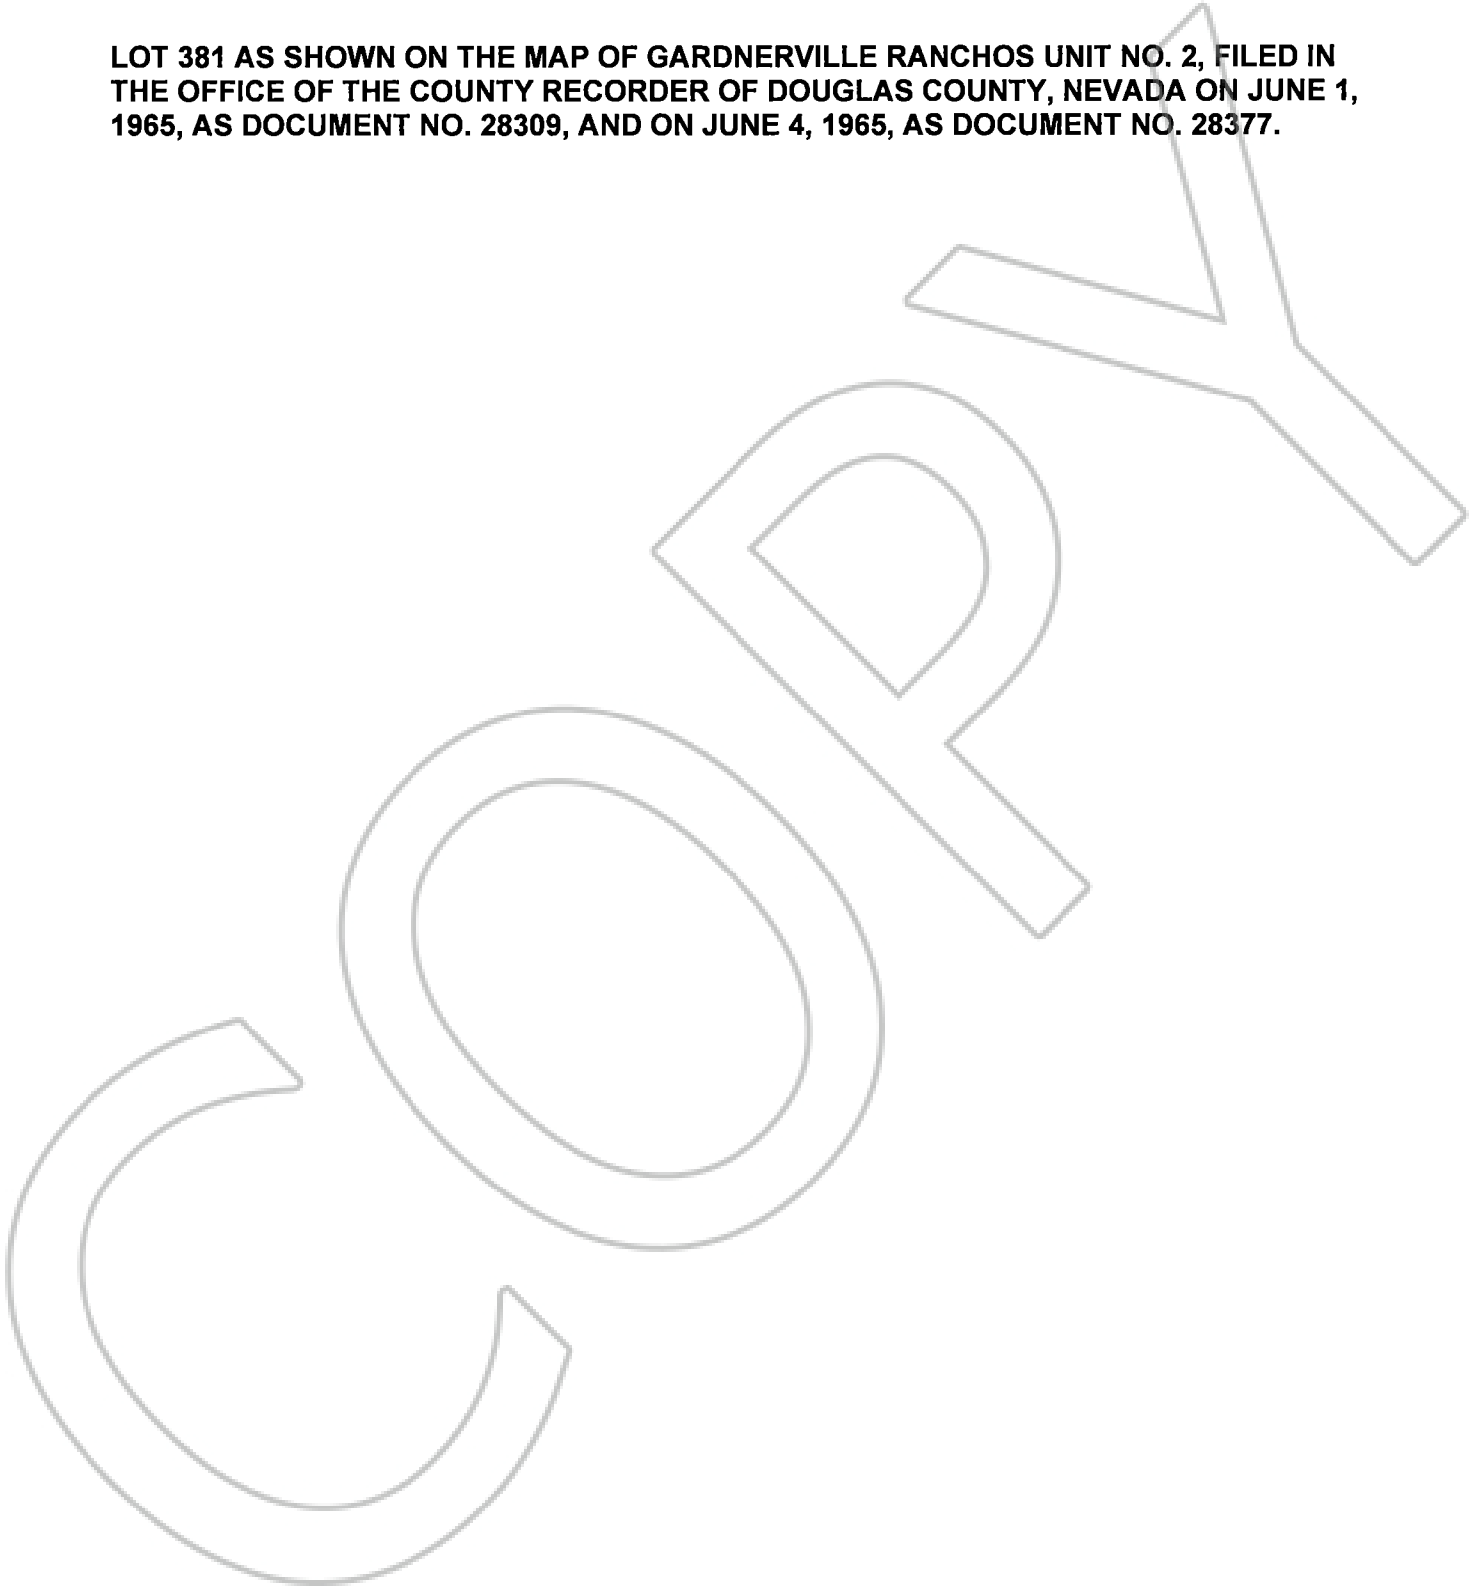 LOT 381 AS SHOWN ON THE MAP OF GARDNERVILLE RANCHOS UNIT NO. 2, FILED IN
THE OFFICE OF THE COUNTY RECORDER OF DOUGLAS COUNTY, NEVADA ON JUNE 1,
1965, AS DOCUMENT NO. 28309, AND ON JUNE 4, 1965, AS DOCUMENT NO. 28377.
COPY